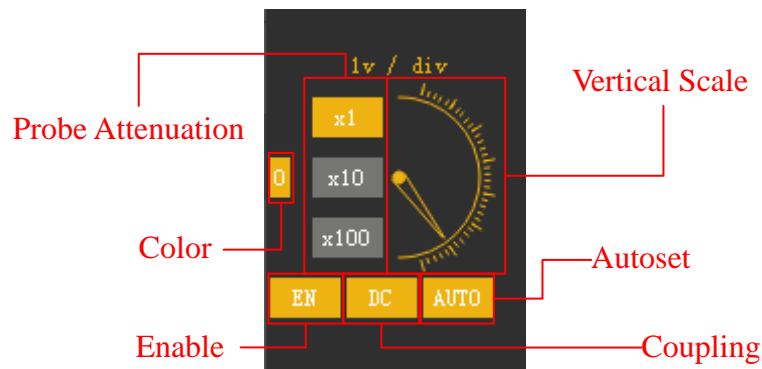 1v / div
Vertical Scale
x1
Probe Attenuation
0
x10
x100
Color
Autoset
EN
DC
AUTO
Enable
Coupling